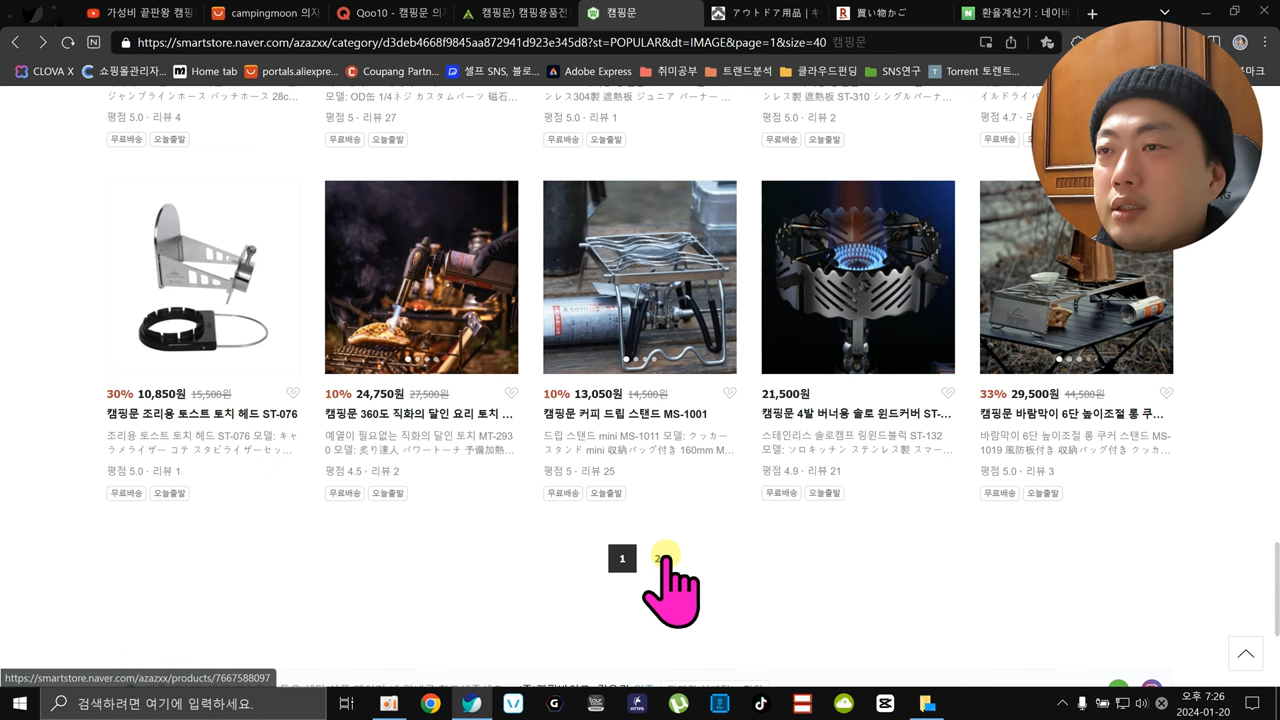 가성비 끝판왕 캠핑
campingmoon 의지
Qoo10 - 캠핑문 의기
캠핑문) 캠핑용품전문
캠핑문
アウトドア用品 | キ
買い物かご
환율계산기 : 네이버
https://smartstore.naver.com/azazxx/category/d3deb4668f9845aa872941d923e345d8?st=POPULAR&dt=IMAGE&page=1&size=40 캠핑문
CLOVA X
쇼핑몰관리자...
Home tab
portals.aliexpre...
Coupang Partn...
셀프 SNS, 블로...
Adobe Express
취미공부
트렌드분석
클라우드펀딩
SNS연구
Torrent 토렌트...
크마크
ジャンプラインホース パッチホース 28c...
모델: OD缶 1/4ネジ カスタムパーツ 磁石...
ンレス304製 遮熱板 ジュニア バーナー ...
ンレス製 遮熱板 ST-310 シングルバーナ...
평점 5.0 · 리뷰 4
평점 5 · 리뷰 27
평점 5.0 · 리뷰 1
평점 5.0 · 리뷰 2
평점 4.7 · 리
무료배송 오늘출발
무료배송 오늘출발
무료배송 오늘출발
무료배송 오늘출발
무료배송
30% 10,850원 15,500원
10% 24,750원 27,500원
10% 13,050원 14,500원
21,500원
33% 29,500원 44,500원
캠핑문 조리용 토스트 토치 헤드 ST-076
캠핑문 360도 직화의 달인 요리 토치 ...
캠핑문 커피 드립 스탠드 MS-1001
캠핑문 4발 버너용 솔로 윈드커버 ST-...
캠핑문 바람막이 6단 높이조절 롱 쿠...
조리용 토스트 토치 헤드 ST-076 모델: キャ
ラメライザー コテ スタビライザーセッ...
예열이 필요없는 직화의 달인 토치 MT-293
0 모델: 炙り達人 パワートーチ 予備加熱...
드립 스탠드 mini MS-1011 모델: クッカー
スタンド mini 収納バッグ付き 160mm M...
스테인리스 솔로캠프 링윈드블럭 ST-132
모델: ソロキッチン ステンレス製 スマー...
바람막이 6단 높이조절 롱 쿠커 스탠드 MS-
1019 風防板付き 収納バッグ付き クッカ...
평점 5.0 · 리뷰 1
평점 4.5 · 리뷰 2
평점 5 · 리뷰 25
평점 4.9 · 리뷰 21
평점 5.0 · 리뷰 3
무료배송 오늘출발
무료배송 오늘출발
무료배송 오늘출발
무료배송 오늘출발
무료배송 오늘출발
1
2
https://smartstore.naver.com/azazxx/products/7667588097
검색하려면 여기에 입력하세요.
오후 7:26
2024-01-20